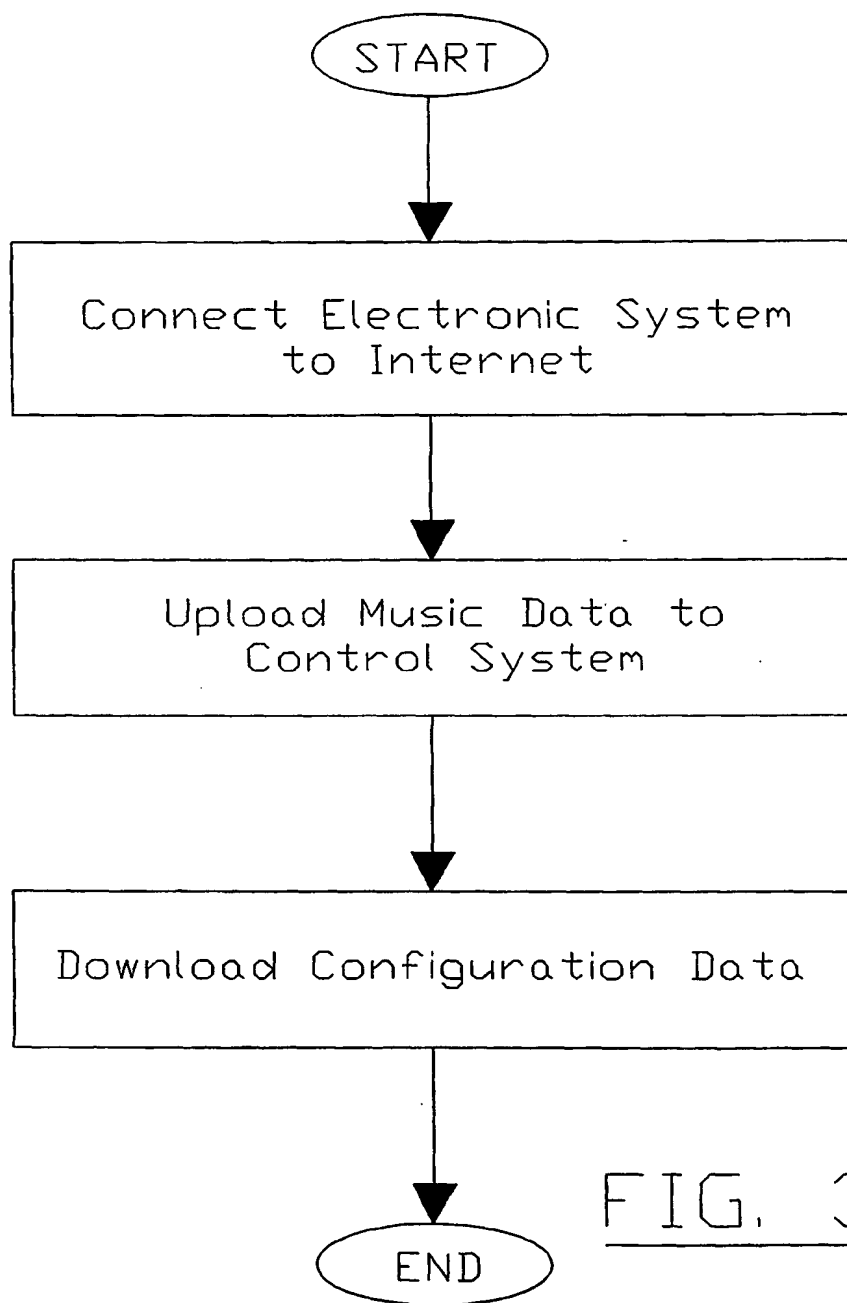 START
Connect Electronic System
to Internet
Upload Music Data to
Control System
Download Configuration Data
END
FIG.